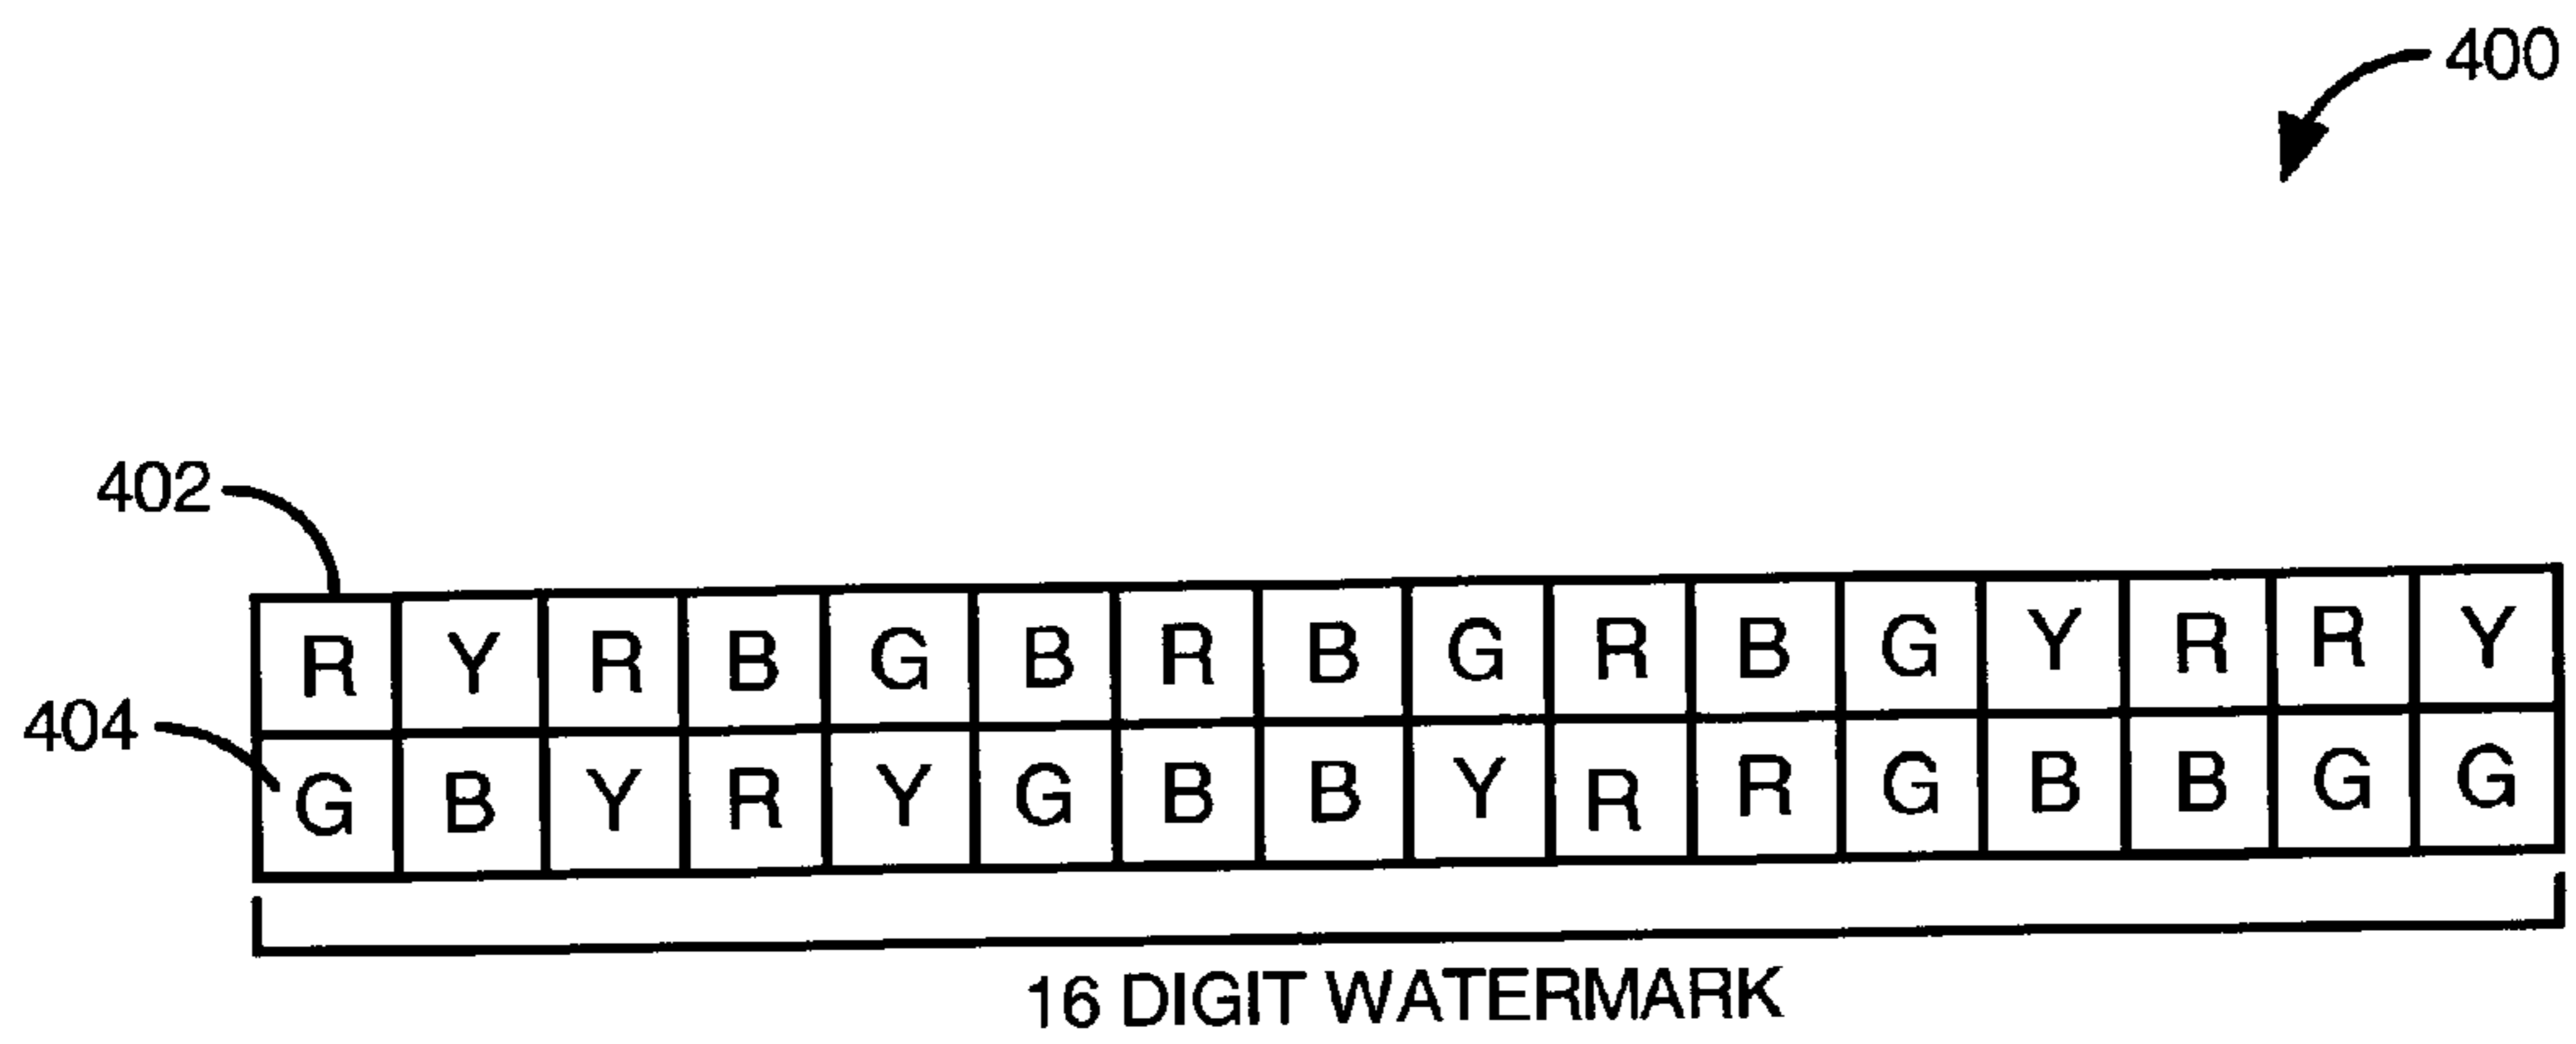 400
402
R Y R B G B R B G R B G Y R R Y
404
G B Y R Y G B B Y R R G B B G G
16 DIGIT WATERMARK